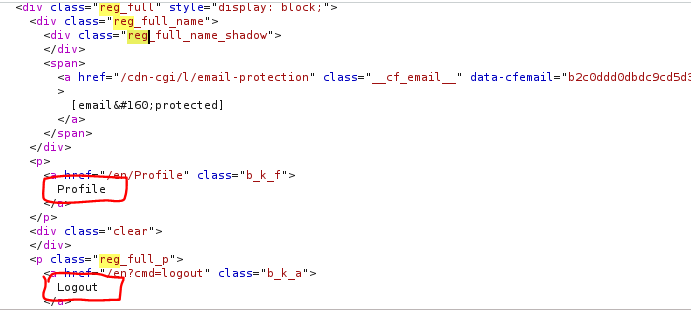 <div class="reg_full" style="display: block;">
<div class="reg_full_name">
<div class="reg_full_name_shadow">
</div>
<span>
<a href="/cdn-cgi/l/email-protection" class="__cf_email__" data-cfemail="b2c0ddd0dbdc9cd5d3
>
[email&#160;protected]
</a>
</span>
</div>
<p>
<a href="/en/Profile" class="b_k_f">
Profile
</a>
</p>
<div class="clear">
</div>
<p class="reg_full_p">
<a href="/en?cmd=logout" class="b_k_a">
Logout
</a>